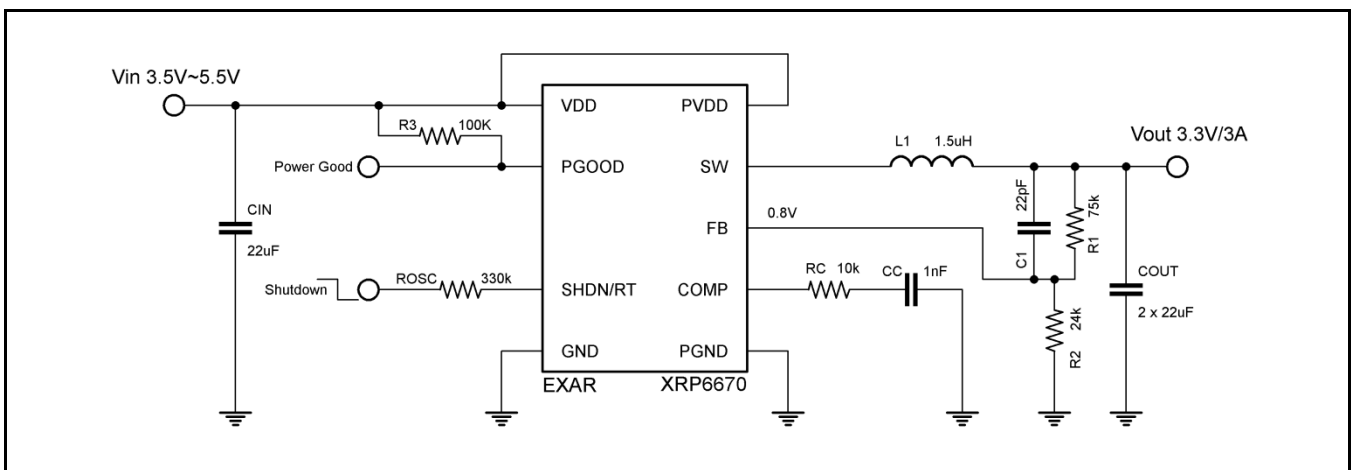 Vin 3.5V~5.5V
R3 100K
Power Good
CIN
22uF
Shutdown
ROSC 330k
VDD
PGOOD
SHDN/RT
GND
PVDD
SW
FB
COMP
PGND
EXAR XRP6670
L1 1.5uH
Vout 3.3V/3A
0.8V
22pF
C1
75k
R1
RC 10k
CC 1nF
24k
R2
COUT
2 x 22uF